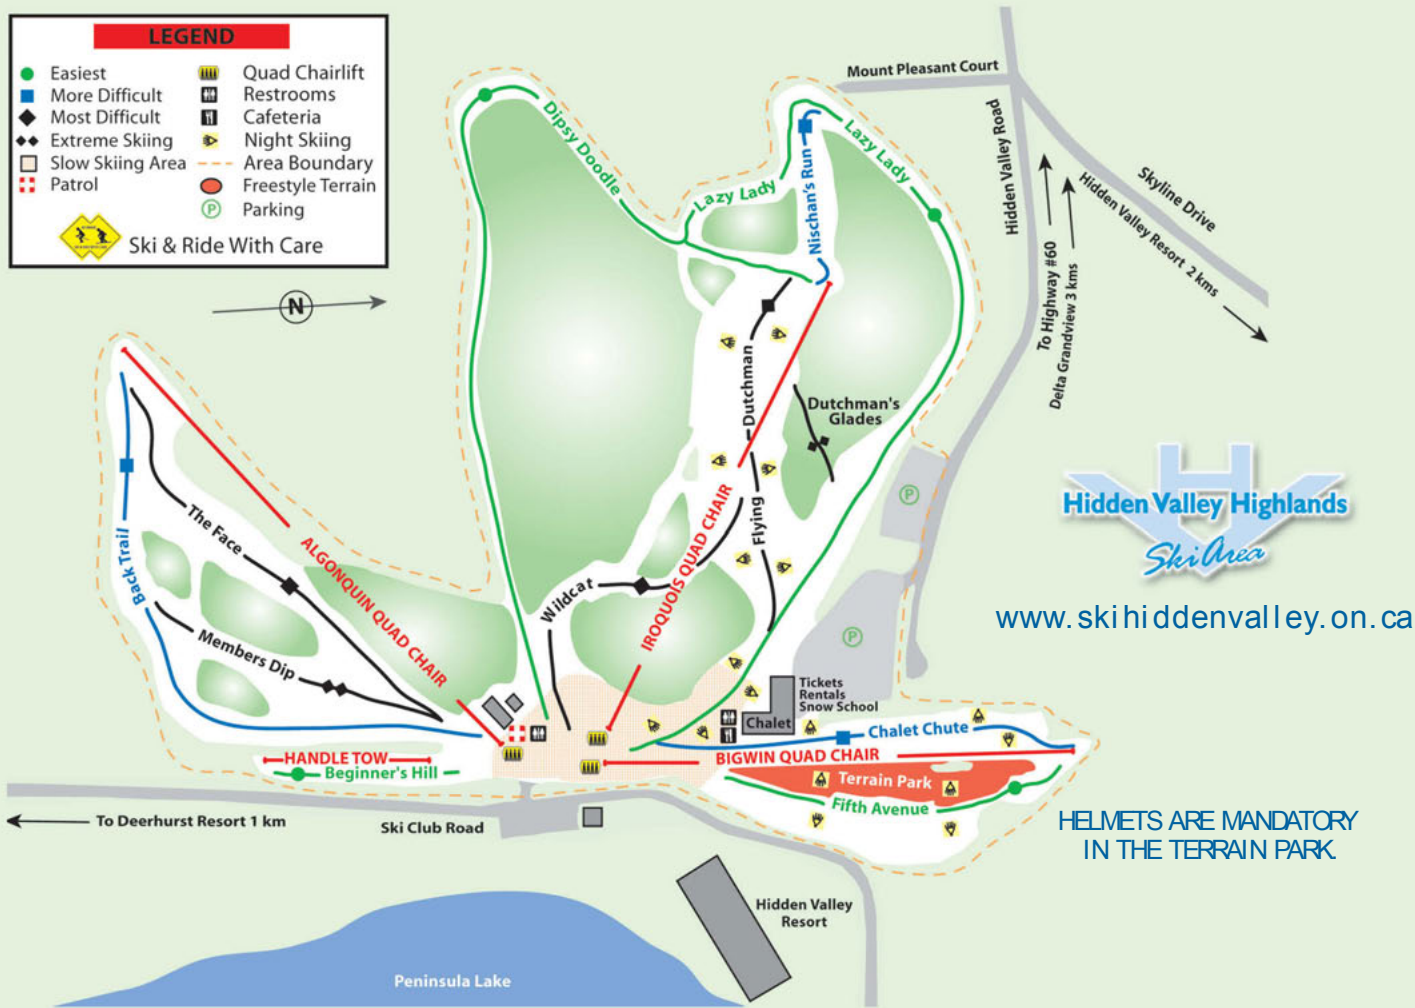 LEGEND
Easiest
More Difficult
Most Difficult
Extreme Skiing
Slow Skiing Area
Patrol
Quad Chairlift
Restrooms
Cafeteria
Night Skiing
Area Boundary
Freestyle Terrain
P Parking
Ski & Ride With Care
N
Mount Pleasant Court
Hidden Valley Road
Skyline Drive
Hidden Valley Resort 2 kms
To Highway #60
Delta Grandview 3 kms
Dipsy Doodle
Lazy Lady
Lazy Lady
Nischan's Run
Flying Dutchman
Dutchman's
Glades
IROQUOIS QUAD CHAIR
Wildcat
P
P
Back Trail
The Face
Members Dip
ALGONQUIN QUAD CHAIR
HANDLE TOW
Beginner's Hill
Tickets
Rentals
Snow School
Chalet
Chalet Chute
BIGWIN QUAD CHAIR
Terrain Park
Fifth Avenue
Hidden Valley Highlands
Ski Area
www.skihiddenvalley.on.ca
HELMETS ARE MANDATORY
IN THE TERRAIN PARK.
To Deerhurst Resort 1 km
Ski Club Road
Hidden Valley
Resort
Peninsula Lake